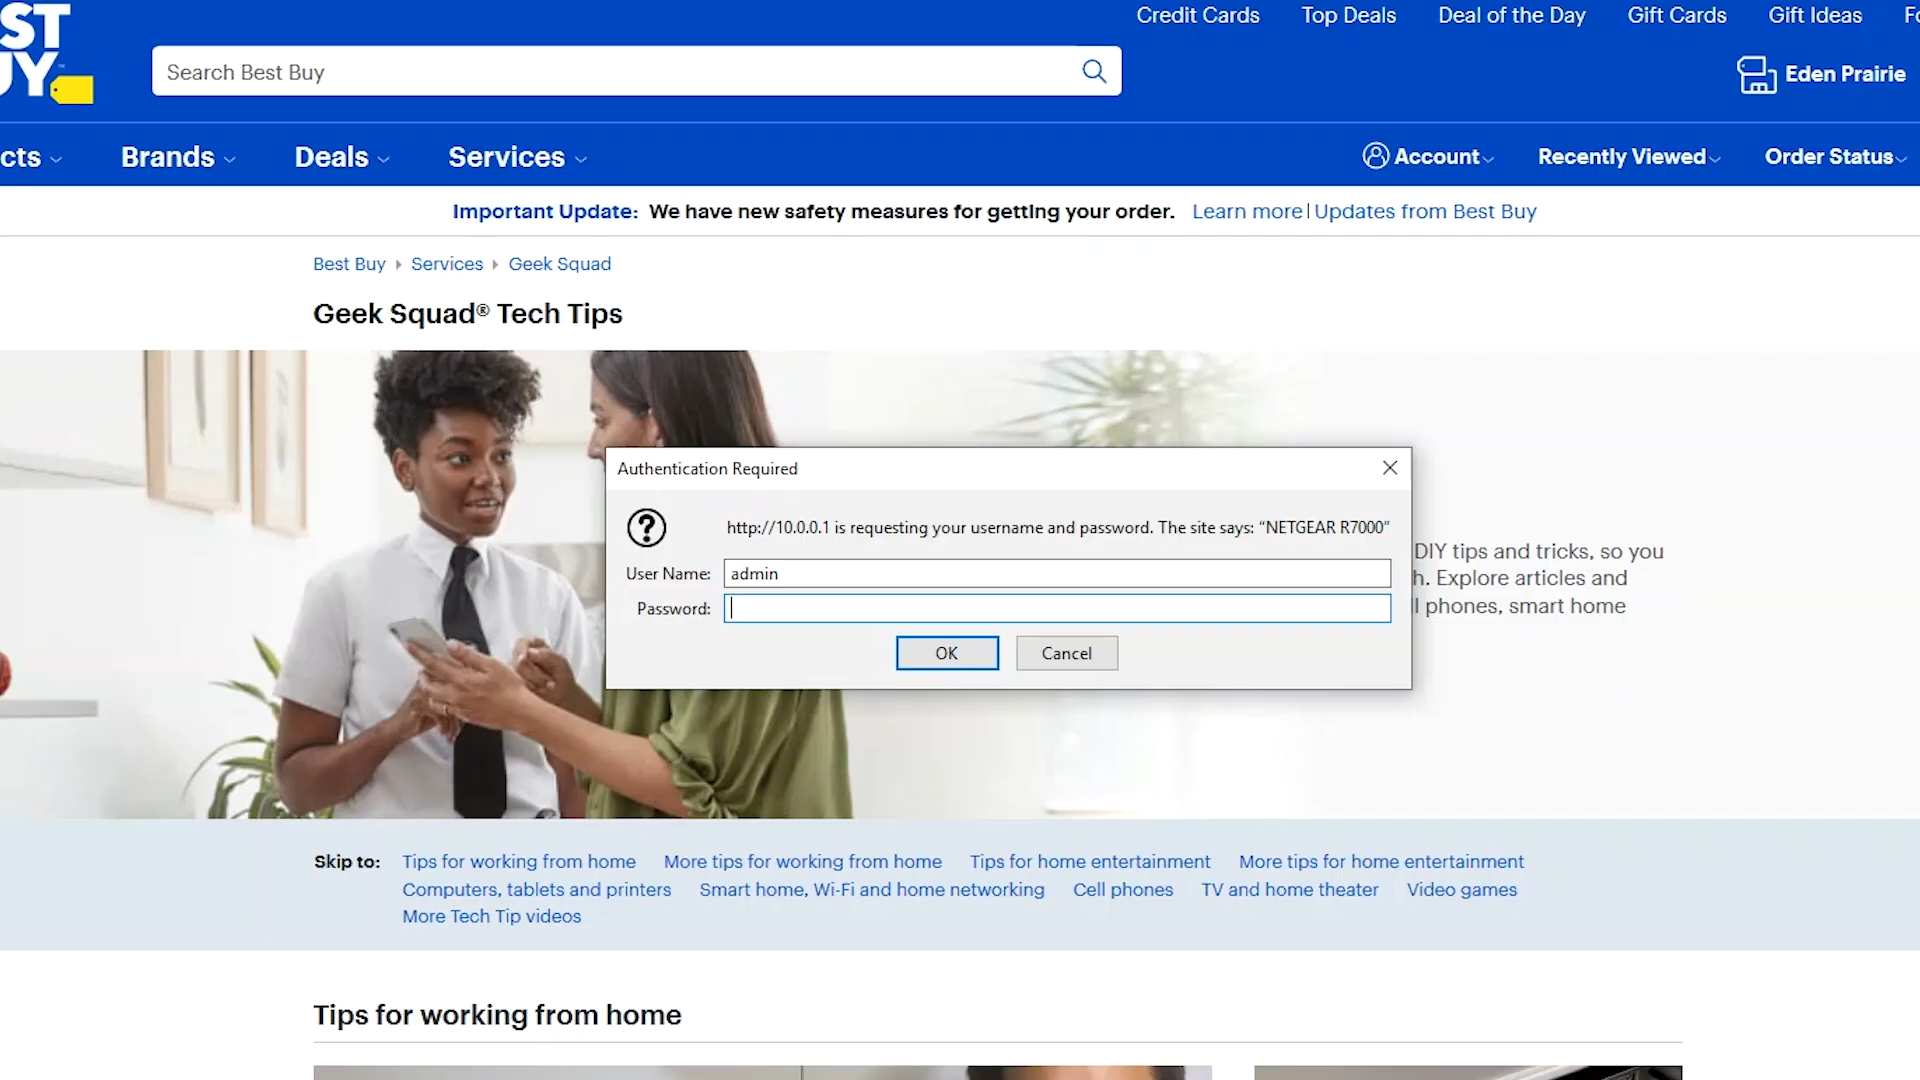 Credit Cards Top Deals Deal of the Day Gift Cards Gift Ideas
ST
UY
Search Best Buy
Eden Prairie
cts Brands Deals Services Account Recently Viewed Order Status
Important Update: We have new safety measures for getting your order. Learn more | Updates from Best Buy
Best Buy Services Geek Squad
Geek Squad® Tech Tips
Authentication Required
http://10.0.0.1 is requesting your username and password. The site says: “NETGEAR R7000”
User Name: admin
Password:
OK Cancel
DIY tips and tricks, so you
h. Explore articles and
ll phones, smart home
Skip to: Tips for working from home More tips for working from home Tips for home entertainment More tips for home entertainment
Computers, tablets and printers Smart home, Wi-Fi and home networking Cell phones TV and home theater Video games
More Tech Tip videos
Tips for working from home